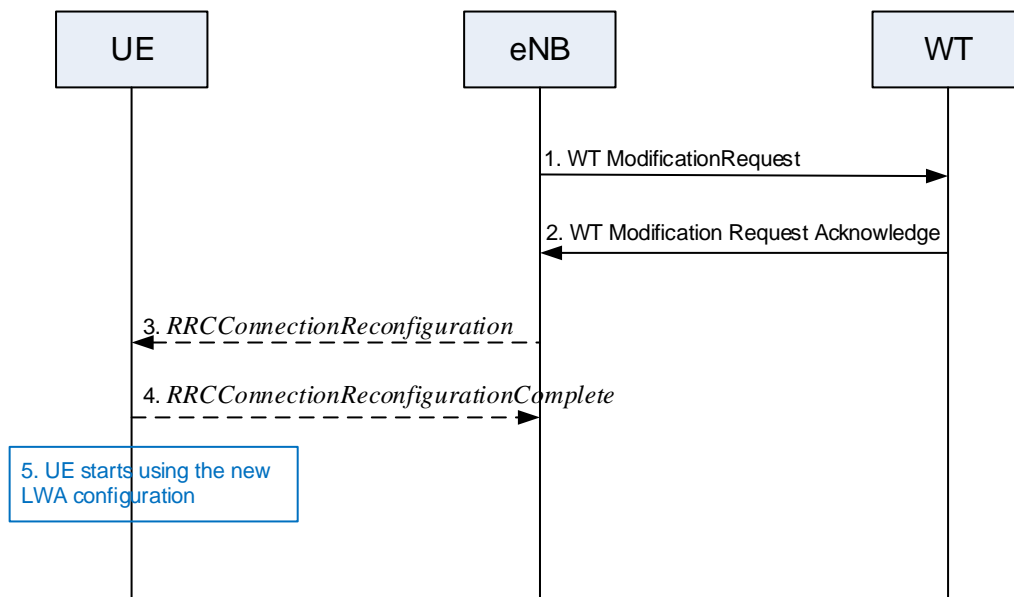 UE
eNB
WT
1. WT ModificationRequest
2. WT Modification Request Acknowledge
3. RRCConnectionReconfiguration
4. RRCConnectionReconfigurationComplete
5. UE starts using the new
LWA configuration